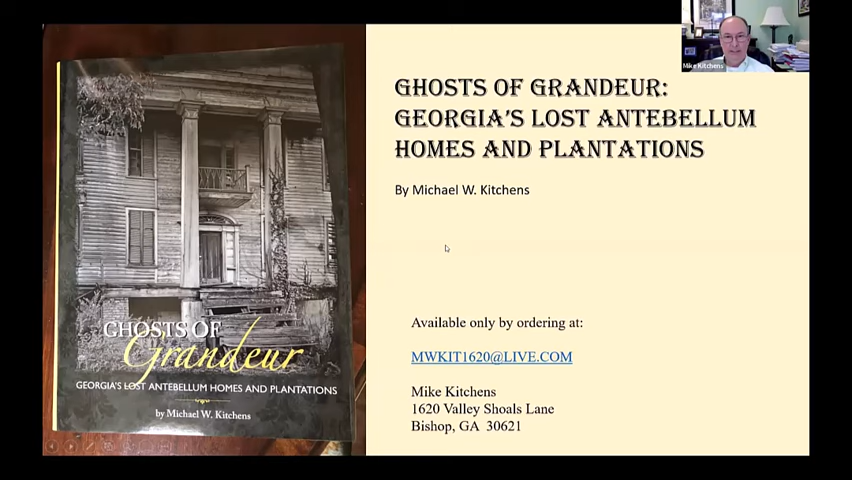 Mike Kitchens
GHOSTS OF GRANDEUR:
GEORGIA'S LOST ANTEBELLUM
HOMES AND PLANTATIONS
By Michael W. Kitchens
Available only by ordering at:
MWKIT1620@LIVE.COM
Mike Kitchens
1620 Valley Shoals Lane
Bishop, GA 30621
GHOSTS OF
Grandeur
GEORGIA'S LOST ANTEBELLUM HOMES AND PLANTATIONS
by Michael W. Kitchens